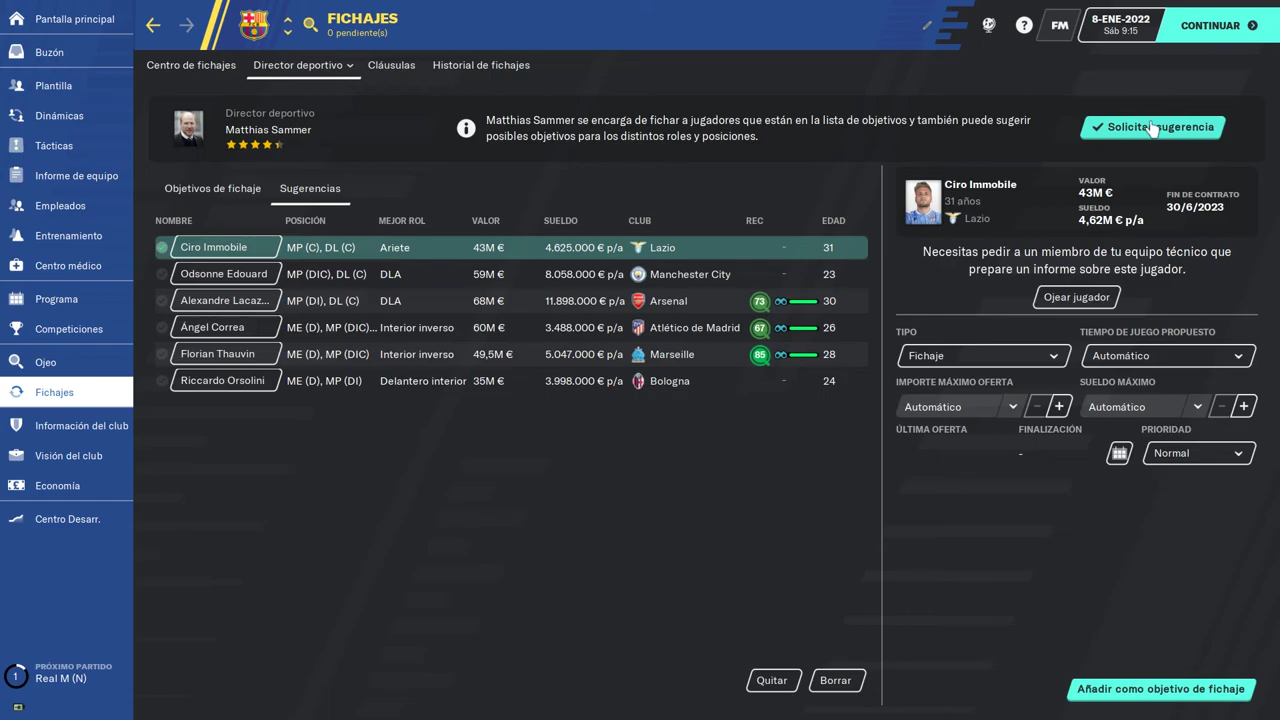 Pantalla principal
Buzón
Plantilla
Dinámicas
Tácticas
Informe de equipo
Empleados
Entrenamiento
Centro médico
Programa
Competiciones
Ojeo
Fichajes
Información del club
Visión del club
Economía
Centro Desarr.
1
PRÓXIMO PARTIDO
Real M (N)
FICHAJES
0 pendiente(s)
?
FM
8-ENE-2022
Sáb 9:15
CONTINUAR
Centro de fichajes Director deportivo Cláusulas Historial de fichajes
Director deportivo
Matthias Sammer
Matthias Sammer se encarga de fichar a jugadores que están en la lista de objetivos y también puede sugerir
posibles objetivos para los distintos roles y posiciones.
Objetivos de fichaje Sugerencias
NOMBRE POSICIÓN MEJOR ROL VALOR SUELDO CLUB REC EDAD
Ciro Immobile MP (C), DL (C) Ariete 43M € 4.625.000 € p/a Lazio - 31
Odsonne Edouard MP (DIC), DL (C) DLA 59M € 8.058.000 € p/a Manchester City - 23
Alexandre Lacaz... MP (DI), DL (C) DLA 68M € 11.898.000 € p/a Arsenal 73 30
Ángel Correa ME (D), MP (DIC)... Interior inverso 60M € 3.488.000 € p/a Atlético de Madrid 67 26
Florian Thauvin ME (D), MP (DIC) Interior inverso 49,5M € 5.047.000 € p/a Marseille 85 28
Riccardo Orsolini ME (D), MP (DI) Delantero interior 35M € 3.998.000 € p/a Bologna - 24
Quitar Borrar
Ciro Immobile
31 años
Lazio
VALOR
43M €
SUELDO
4,62M € p/a
FIN DE CONTRATO
30/6/2023
Necesitas pedir a un miembro de tu equipo técnico que
prepare un informe sobre este jugador.
Ojear jugador
TIPO TIEMPO DE JUEGO PROPUESTO
Fichaje Automático
IMPORTE MÁXIMO OFERTA SUELDO MÁXIMO
Automático - + Automático - +
ÚLTIMA OFERTA FINALIZACIÓN PRIORIDAD
- Normal
Añadir como objetivo de fichaje